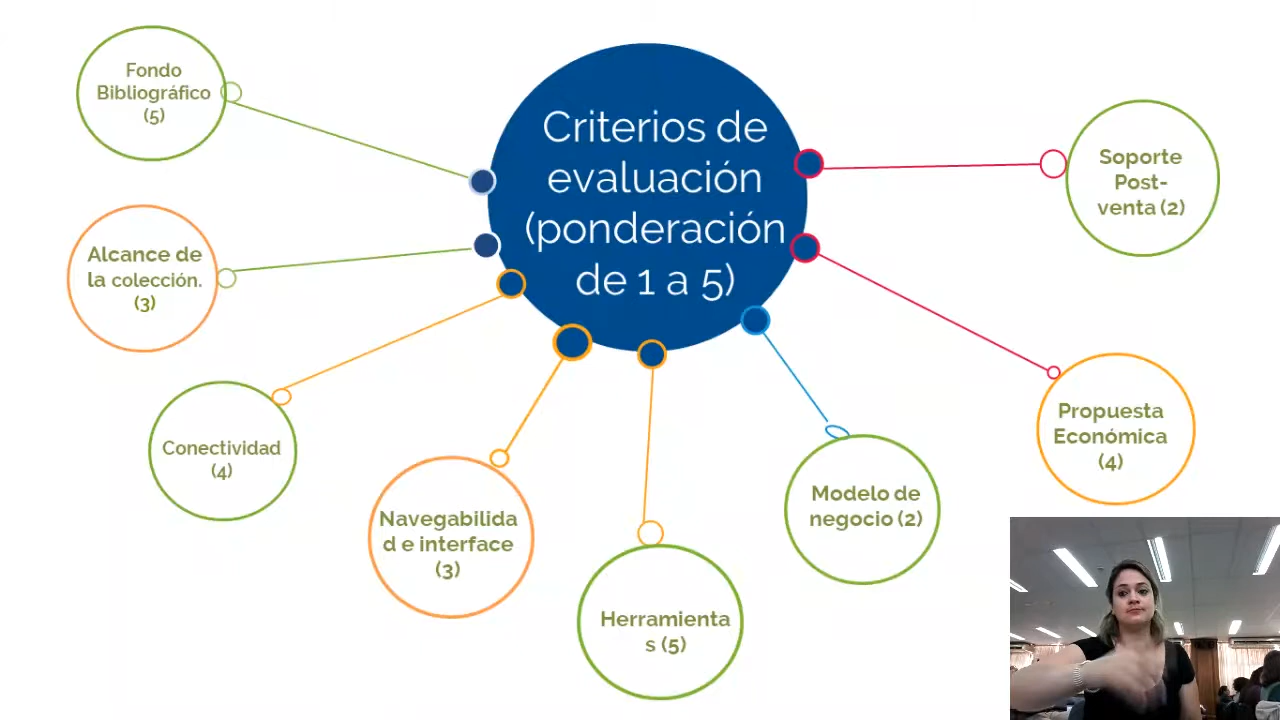 Criterios de
evaluación
(ponderación
de 1 a 5)
Fondo
Bibliográfico
(5)
Alcance de
la colección.
(3)
Conectividad
(4)
Navegabilida
d e interface
(3)
Herramienta
s (5)
Modelo de
negocio (2)
Propuesta
Económica
(4)
Soporte
Post-
venta (2)